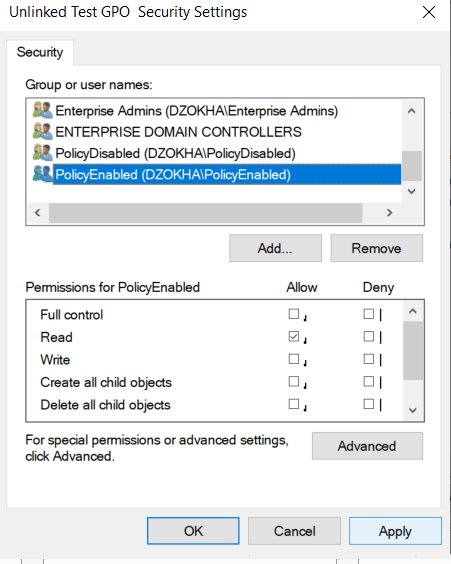 Unlinked Test GPO  Security Settings
Security
Group or user names:
Enterprise Admins (DZOKHA\Enterprise Admins)
ENTERPRISE DOMAIN CONTROLLERS
PolicyDisabled (DZOKHA\PolicyDisabled)
PolicyEnabled (DZOKHA\PolicyEnabled)
Add... Remove
Permissions for PolicyEnabled Allow Deny
Full control
Read
Write
Create all child objects
Delete all child objects
For special permissions or advanced settings,
click Advanced.
Advanced
OK Cancel Apply